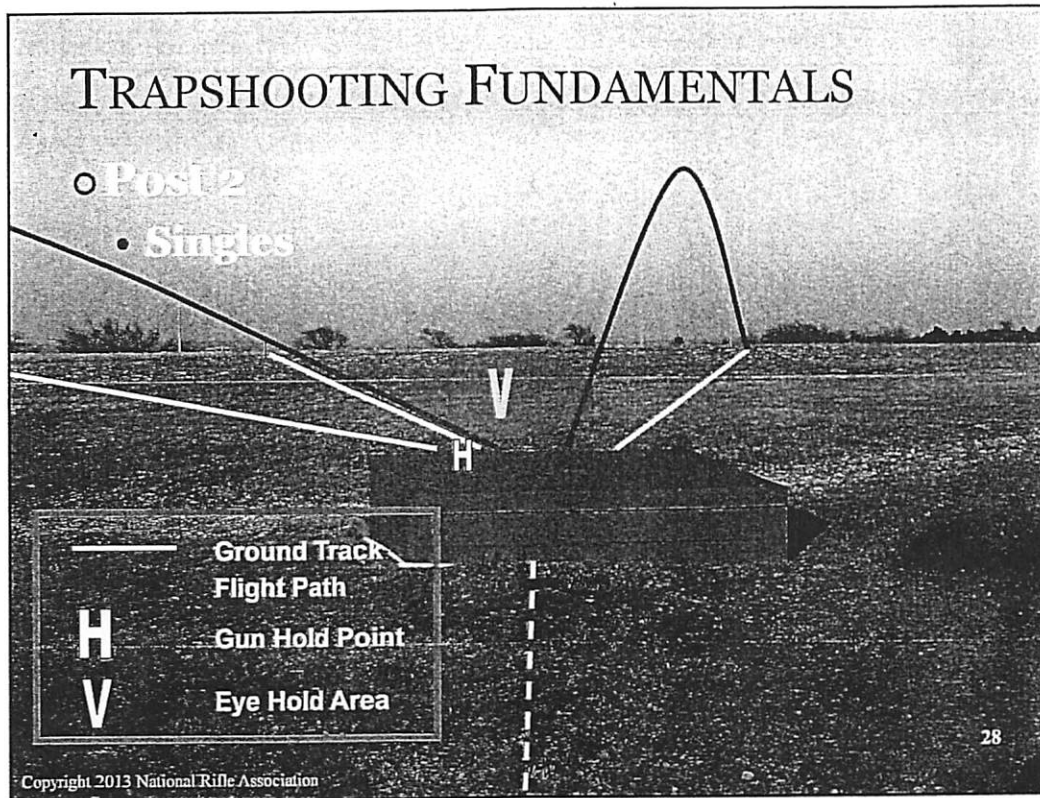 TRAPSHOOTING FUNDAMENTALS
Post 2
• Singles
V
H
Ground Track
Flight Path
H Gun Hold Point
V Eye Hold Area
28
Copyright 2013 National Rifle Association